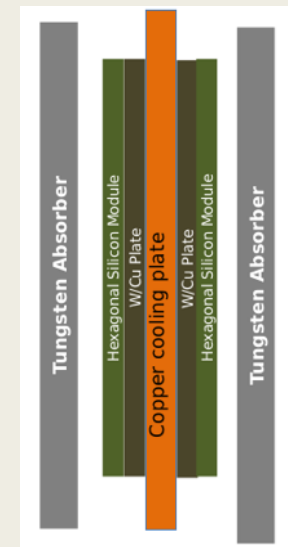 Tungsten Absorber
Hexagonal Silicon Module
W/Cu Plate
Copper cooling plate
W/Cu Plate
Hexagonal Silicon Module
Tungsten Absorber